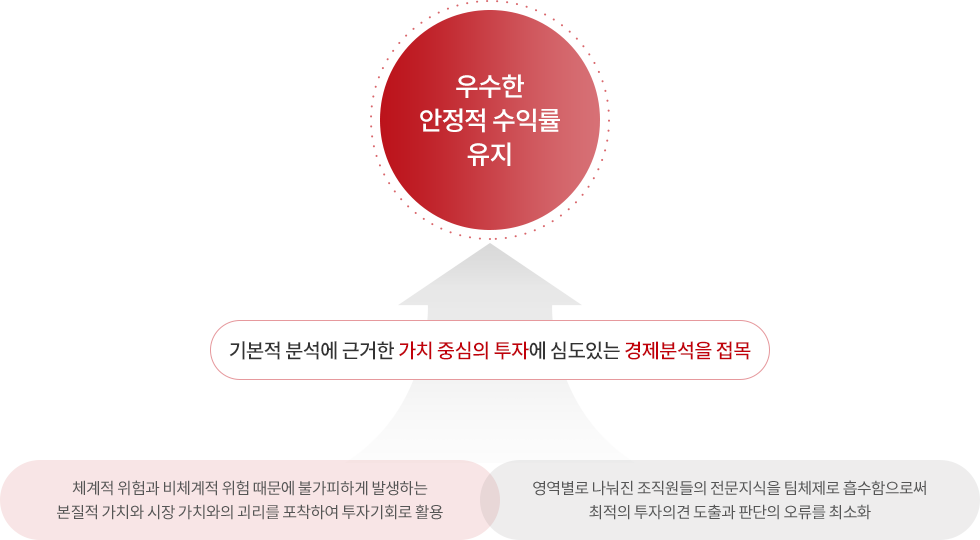 우수한
안정적 수익률
유지
기본적 분석에 근거한 가치 중심의 투자에 심도있는 경제분석을 접목
체계적 위험과 비체계적 위험 때문에 불가피하게 발생하는
본질적 가치와 시장 가치와의 괴리를 포착하여 투자기회로 활용
영역별로 나눠진 조직원들의 전문지식을 팀체제로 흡수함으로써
최적의 투자의견 도출과 판단의 오류를 최소화